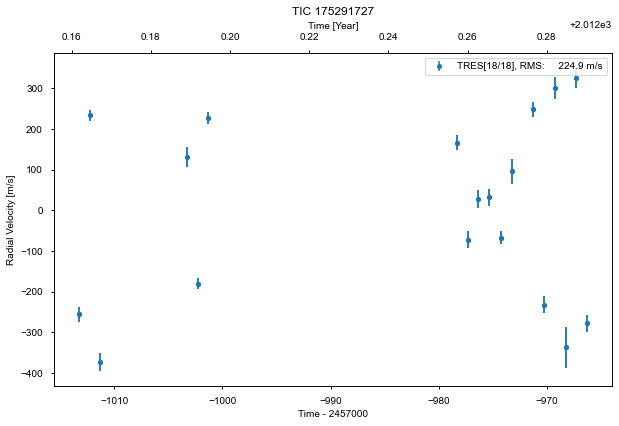 TIC 175291727
Time [Year]
+2.012e3
0.16 0.18 0.20 0.22 0.24 0.26 0.28
TRES[18/18], RMS: 224.9 m/s
Radial Velocity [m/s]
300
200
100
0
−100
−200
−300
−400
−1010 −1000 −990 −980 −970
Time - 2457000